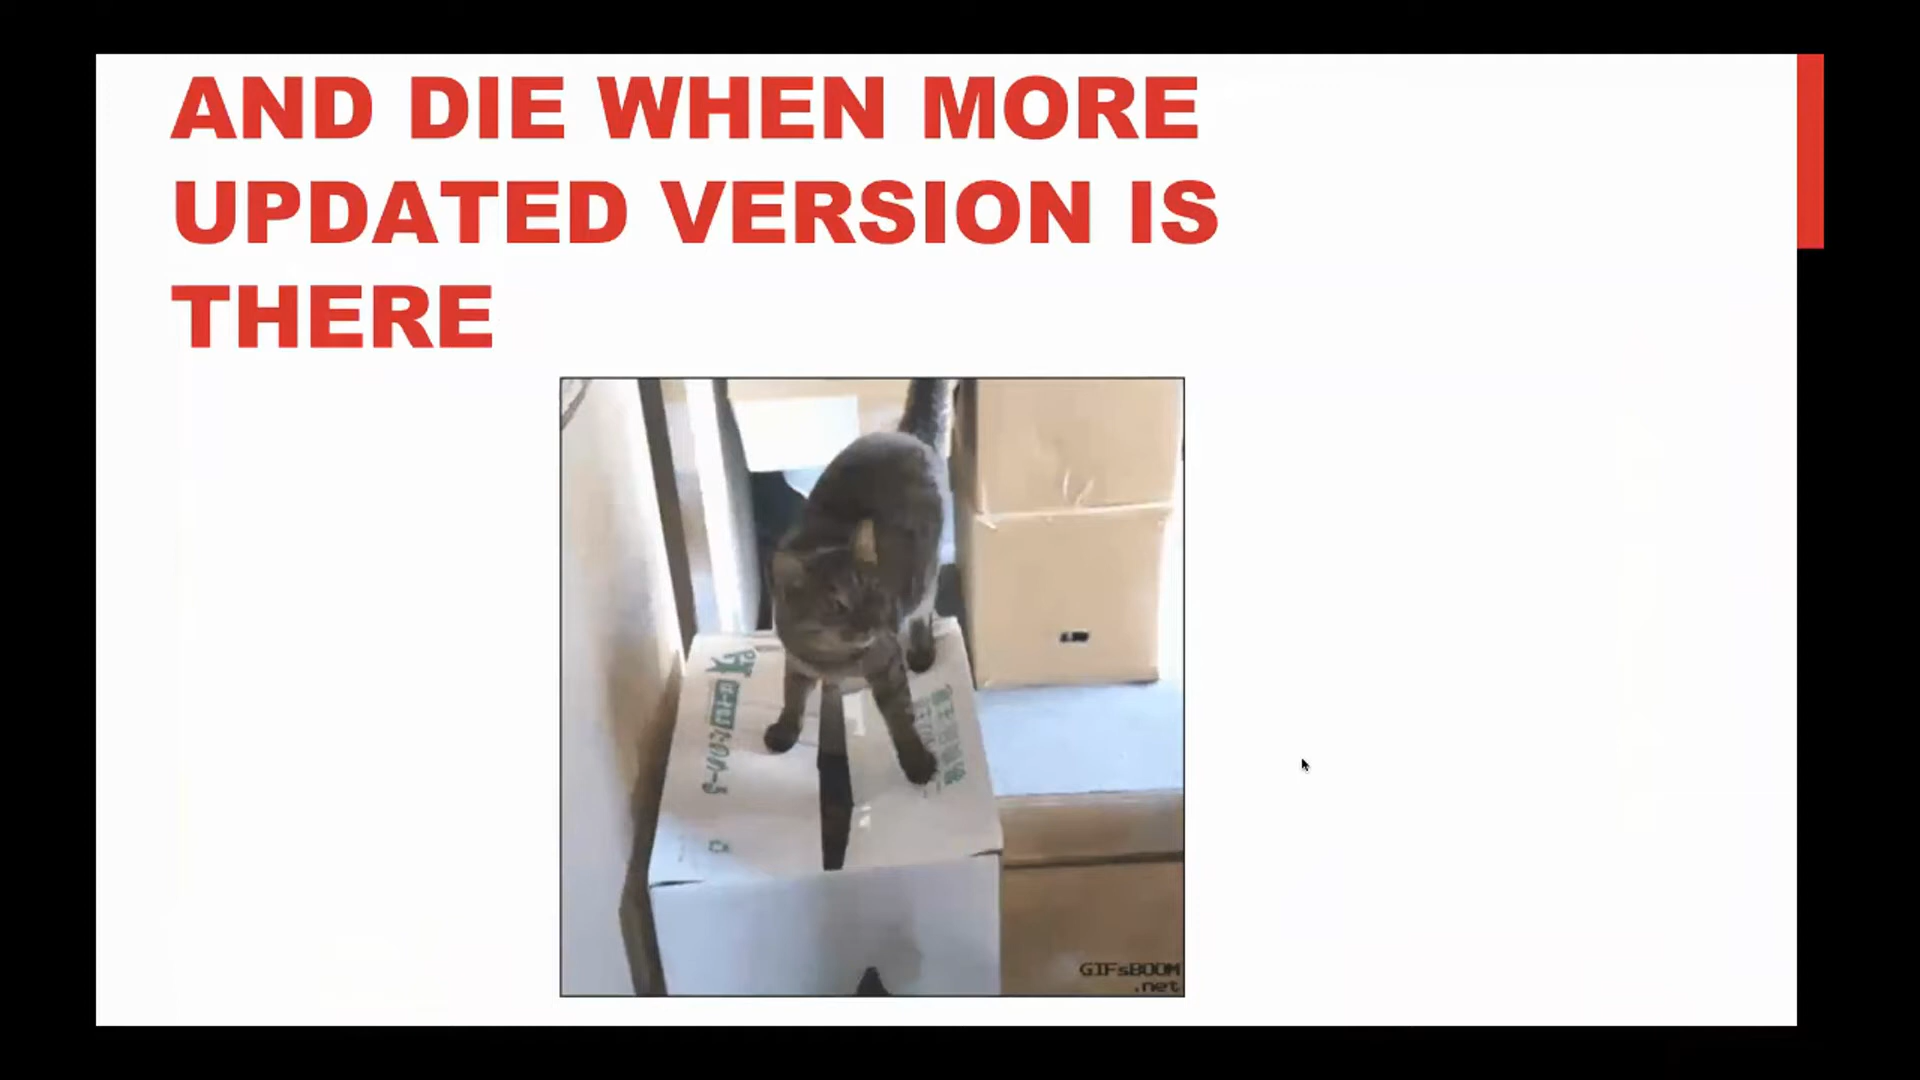 AND DIE WHEN MORE
UPDATED VERSION IS
THERE
GIFsBOOM
.net